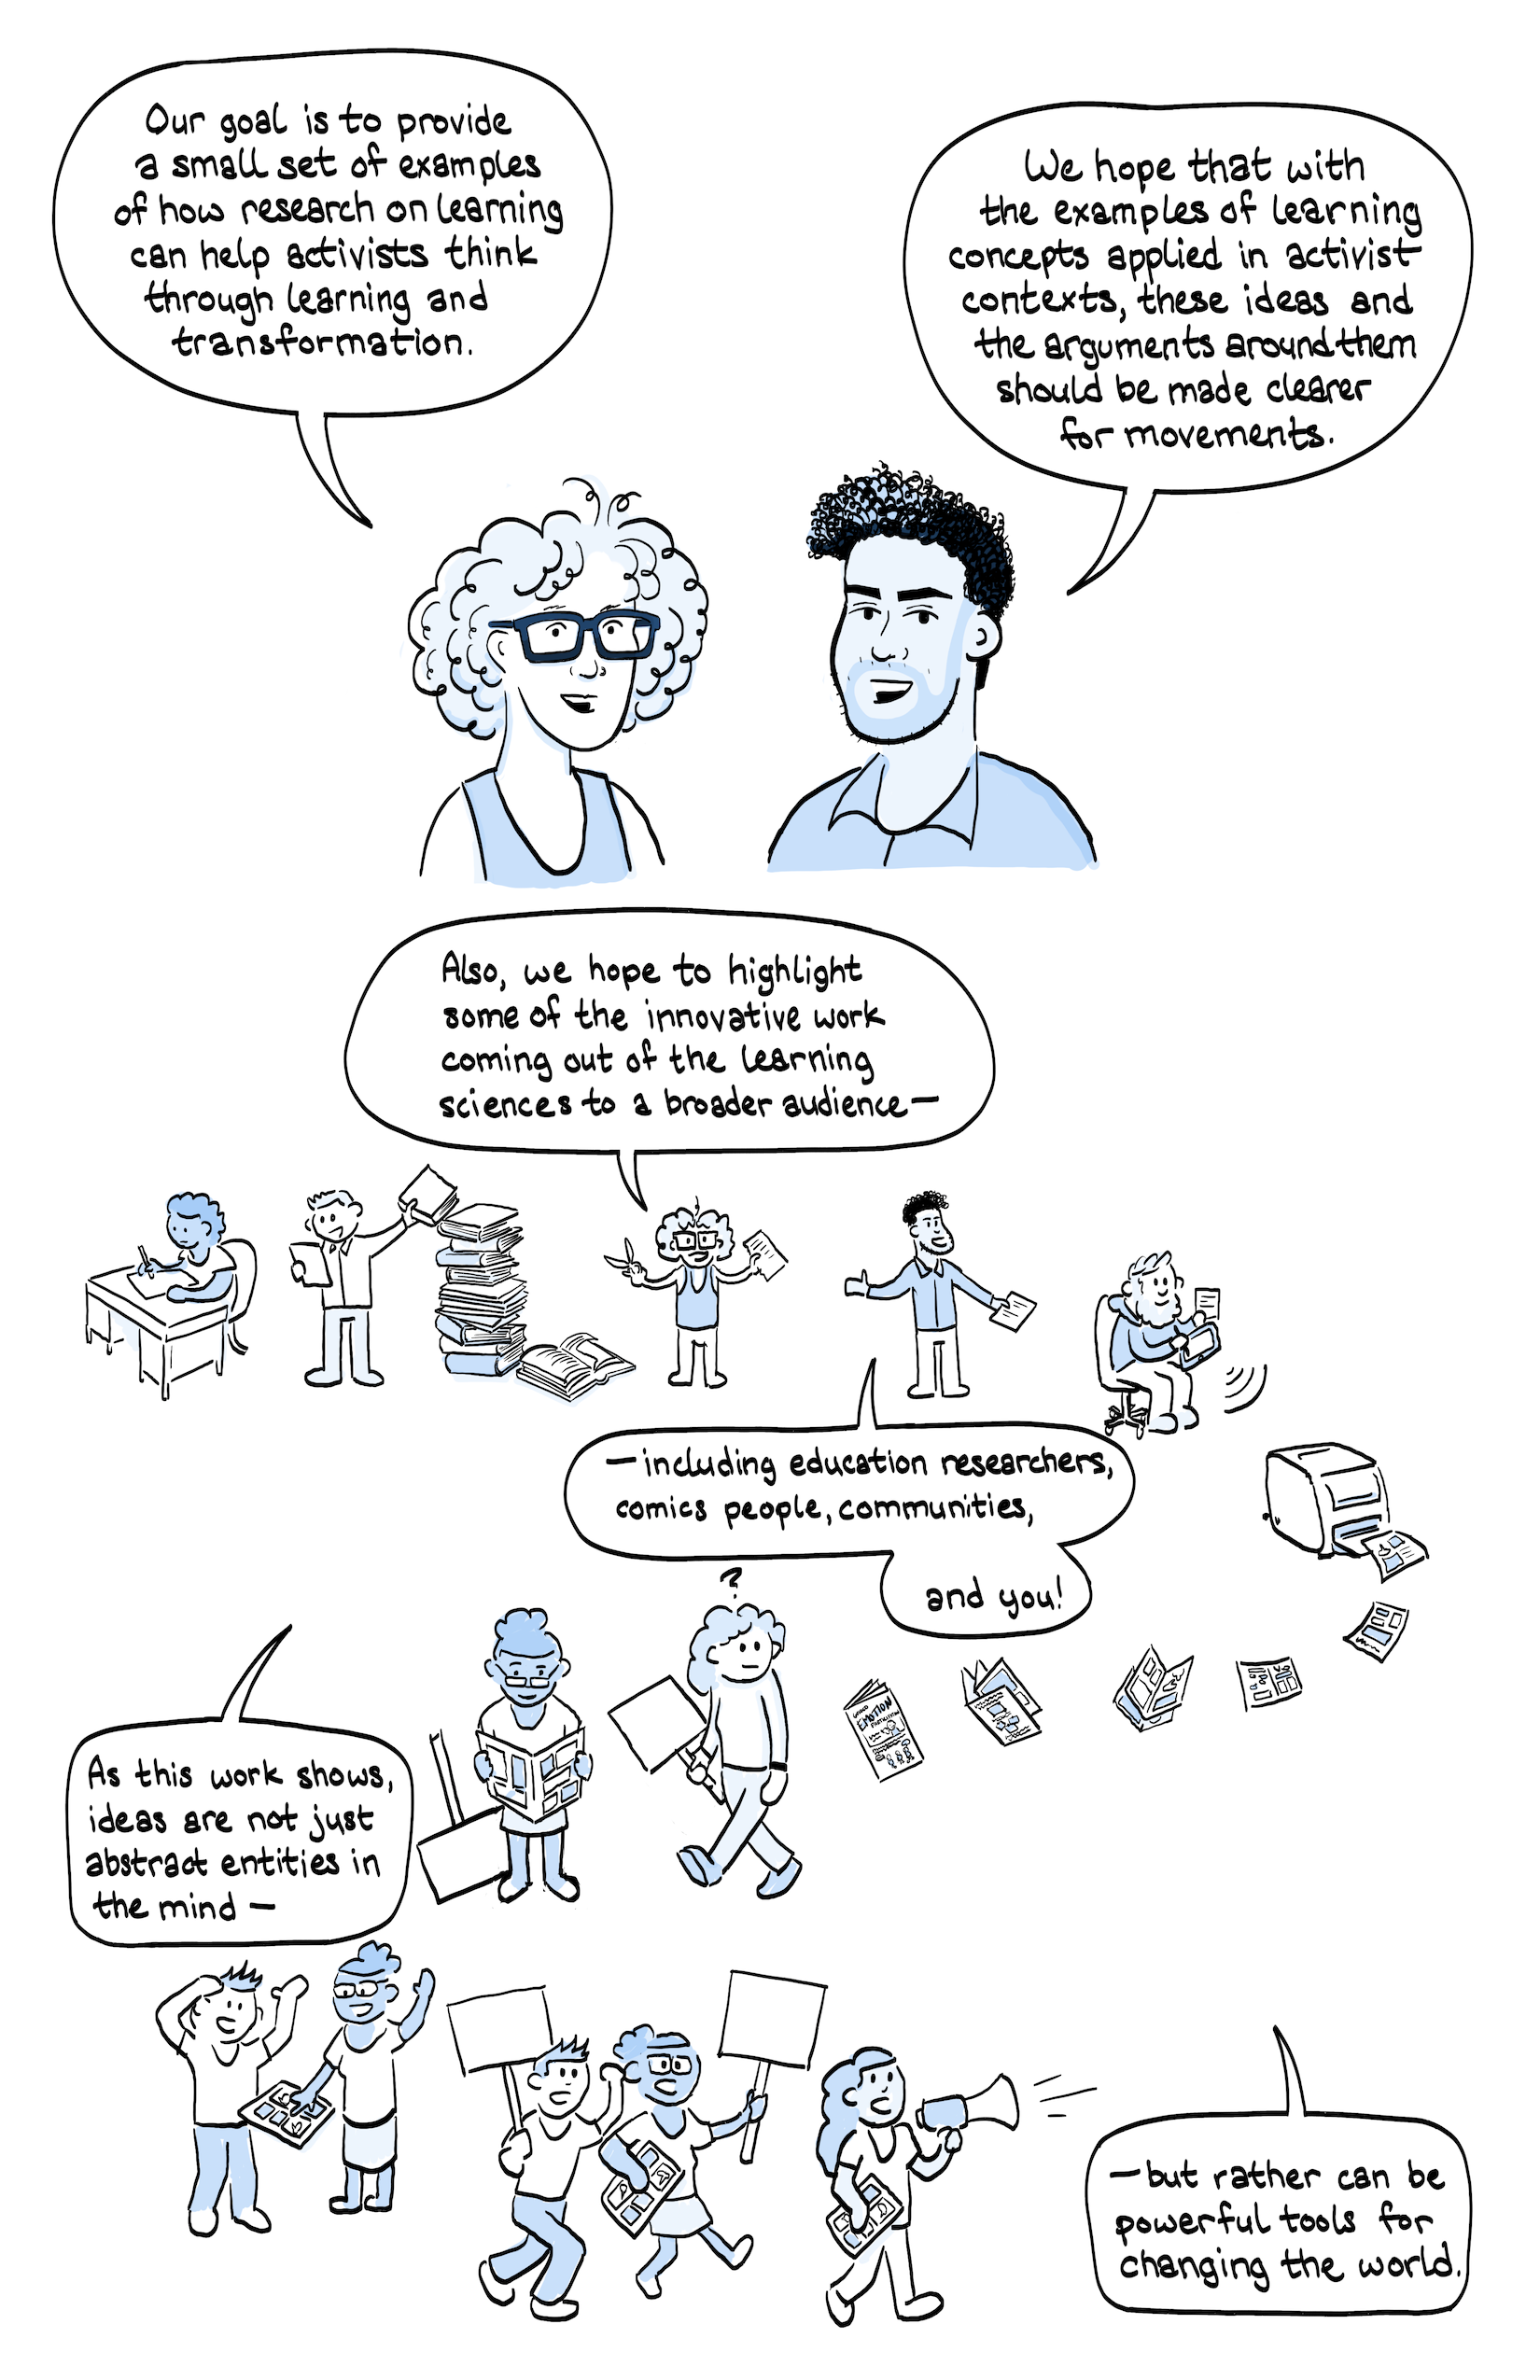 Our goal is to provide
a small set of examples
of how research on learning
can help activists think
through learning and
transformation.
We hope that with
the examples of learning
concepts applied in activist
contexts, these ideas and
the arguments around them
should be made clearer
for movements.
Also, we hope to highlight
some of the innovative work
coming out of the learning
sciences to a broader audience—
—including education researchers,
comics people, communities,
and you!
?
EMOTION
As this work shows,
ideas are not just
abstract entities in
the mind —
—but rather can be
powerful tools for
changing the world.